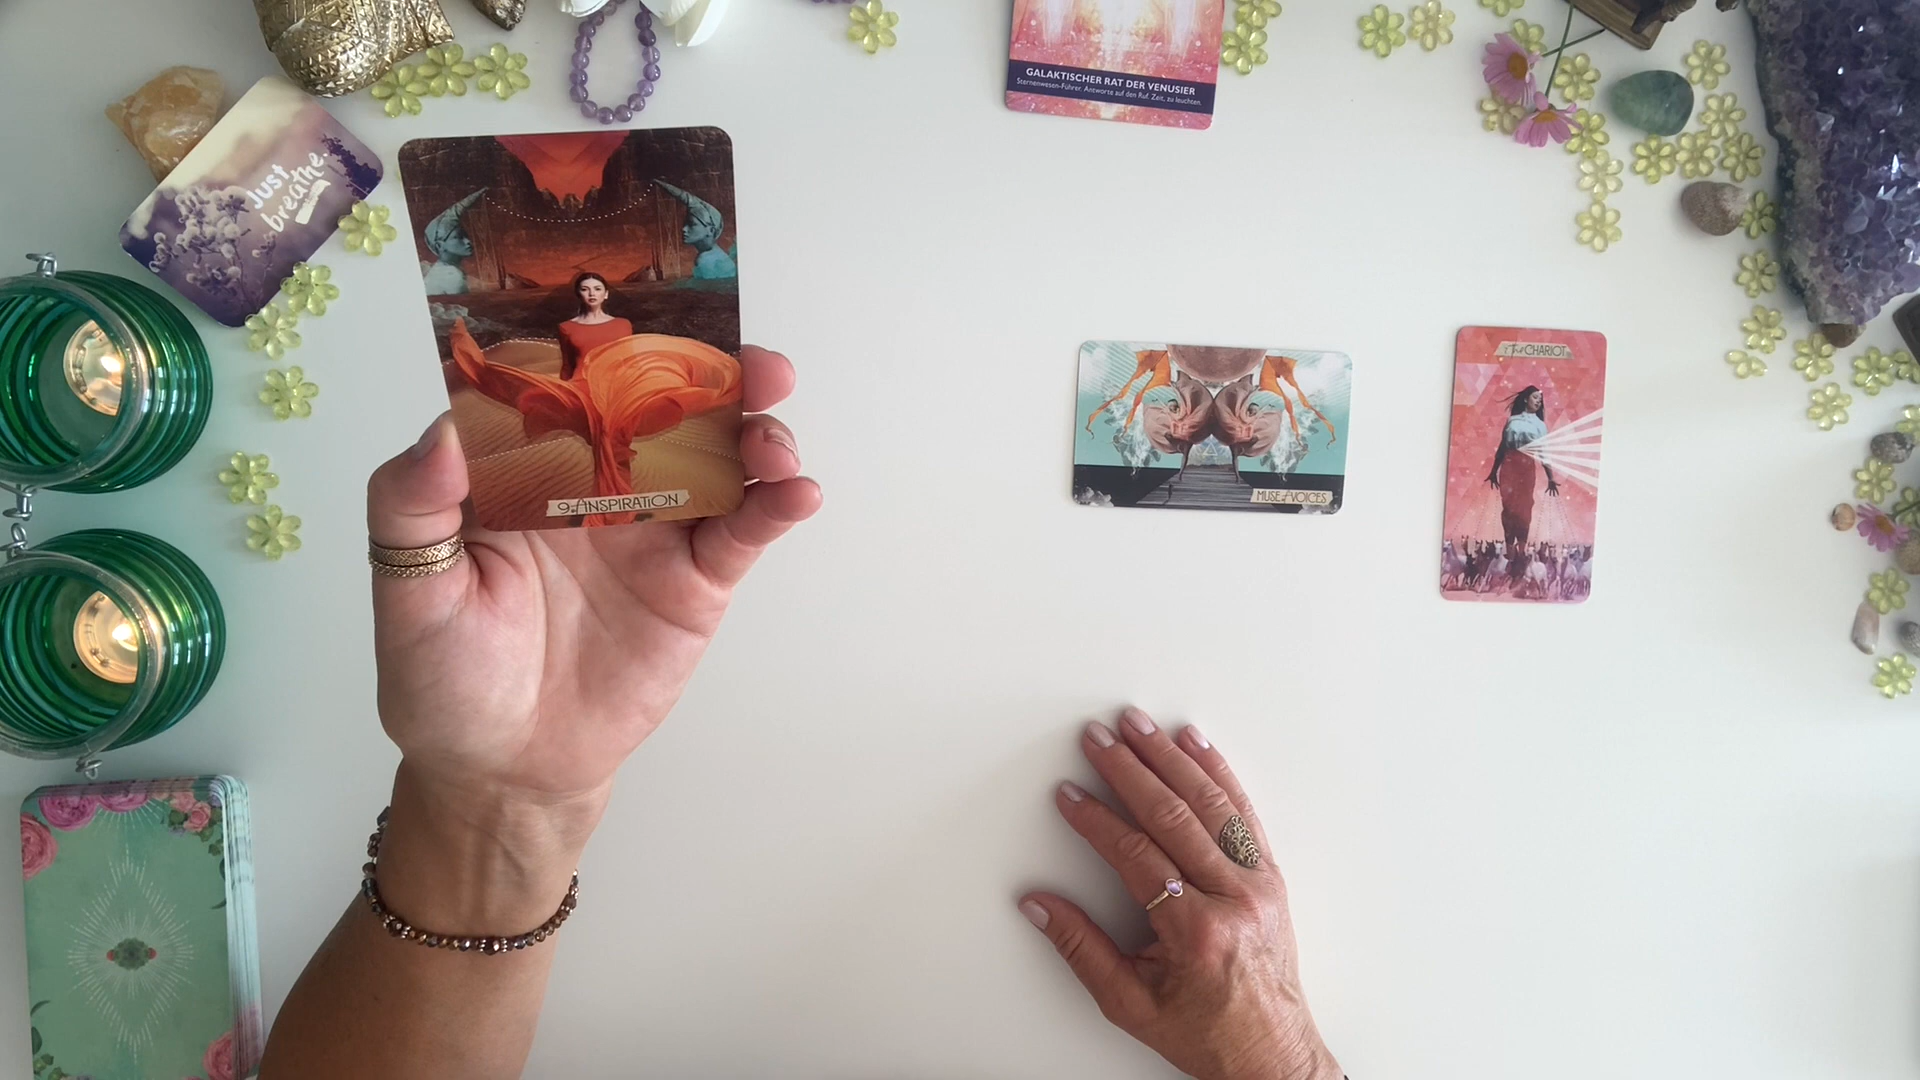 GALAKTISCHER RAT DER VENUSIER
Sternenwesen-Führer. Antworte auf den Ruf. Zeit, zu leuchten.
Just
breathe.
The CHARIOT
MUSE of VOICES
9 of INSPIRATION